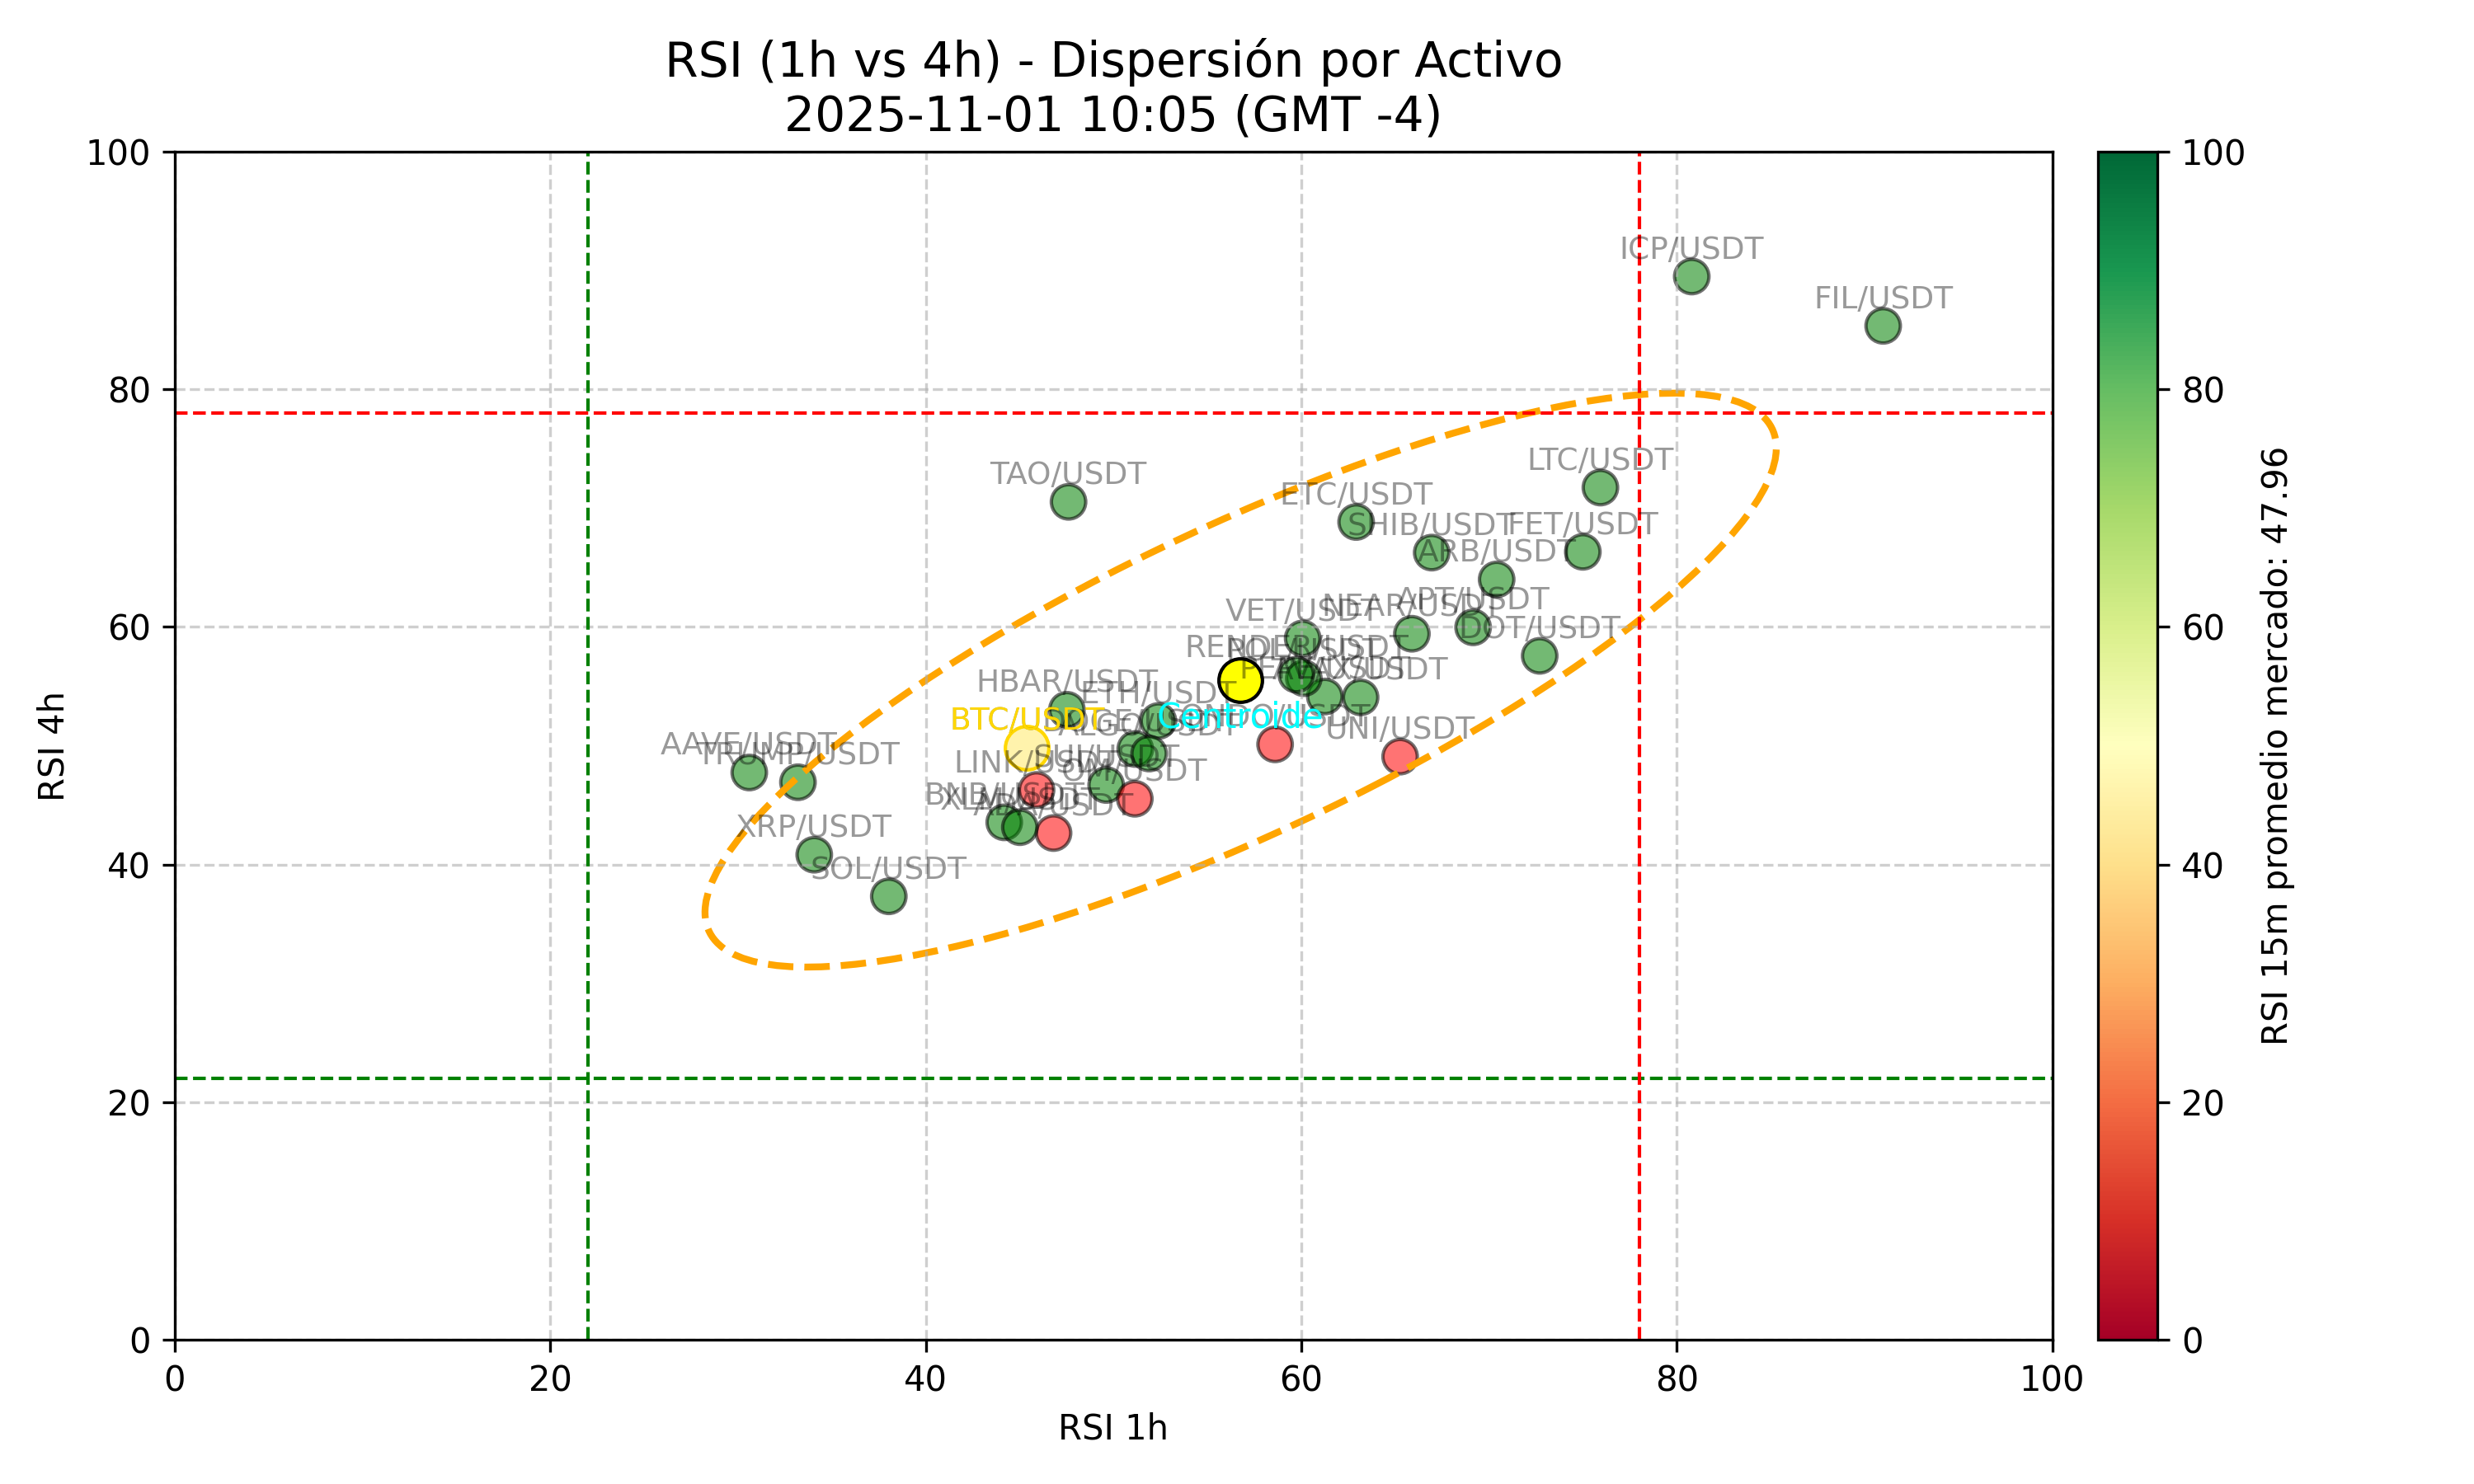 RSI (1h vs 4h) - Dispersión por Activo
2025-11-01 10:05 (GMT -4)
100
80
60
40
20
0
RSI 4h
ICP/USDT
FIL/USDT
TAO/USDT
LTC/USDT
ETC/USDT
SHIB/USDT
FET/USDT
ARB/USDT
APT/USDT
NEAR/USDT
VET/USDT
DOT/USDT
HBAR/USDT
ETH/USDT
BTC/USDT
Centroide
UNI/USDT
AAVE/USDT
TRUMP/USDT
LINK/USDT
XRP/USDT
SOL/USDT
0
20
40
60
80
100
RSI 1h
100
80
60
40
20
0
RSI 15m promedio mercado: 47.96